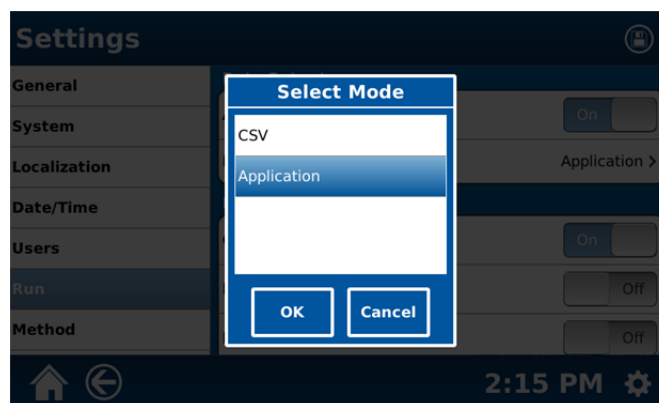 Settings
General
System
Localization
Date/Time
Users
Run
Method
Select Mode
CSV
Application
OK
Cancel
On
Application >
On
Off
Off
2:15 PM